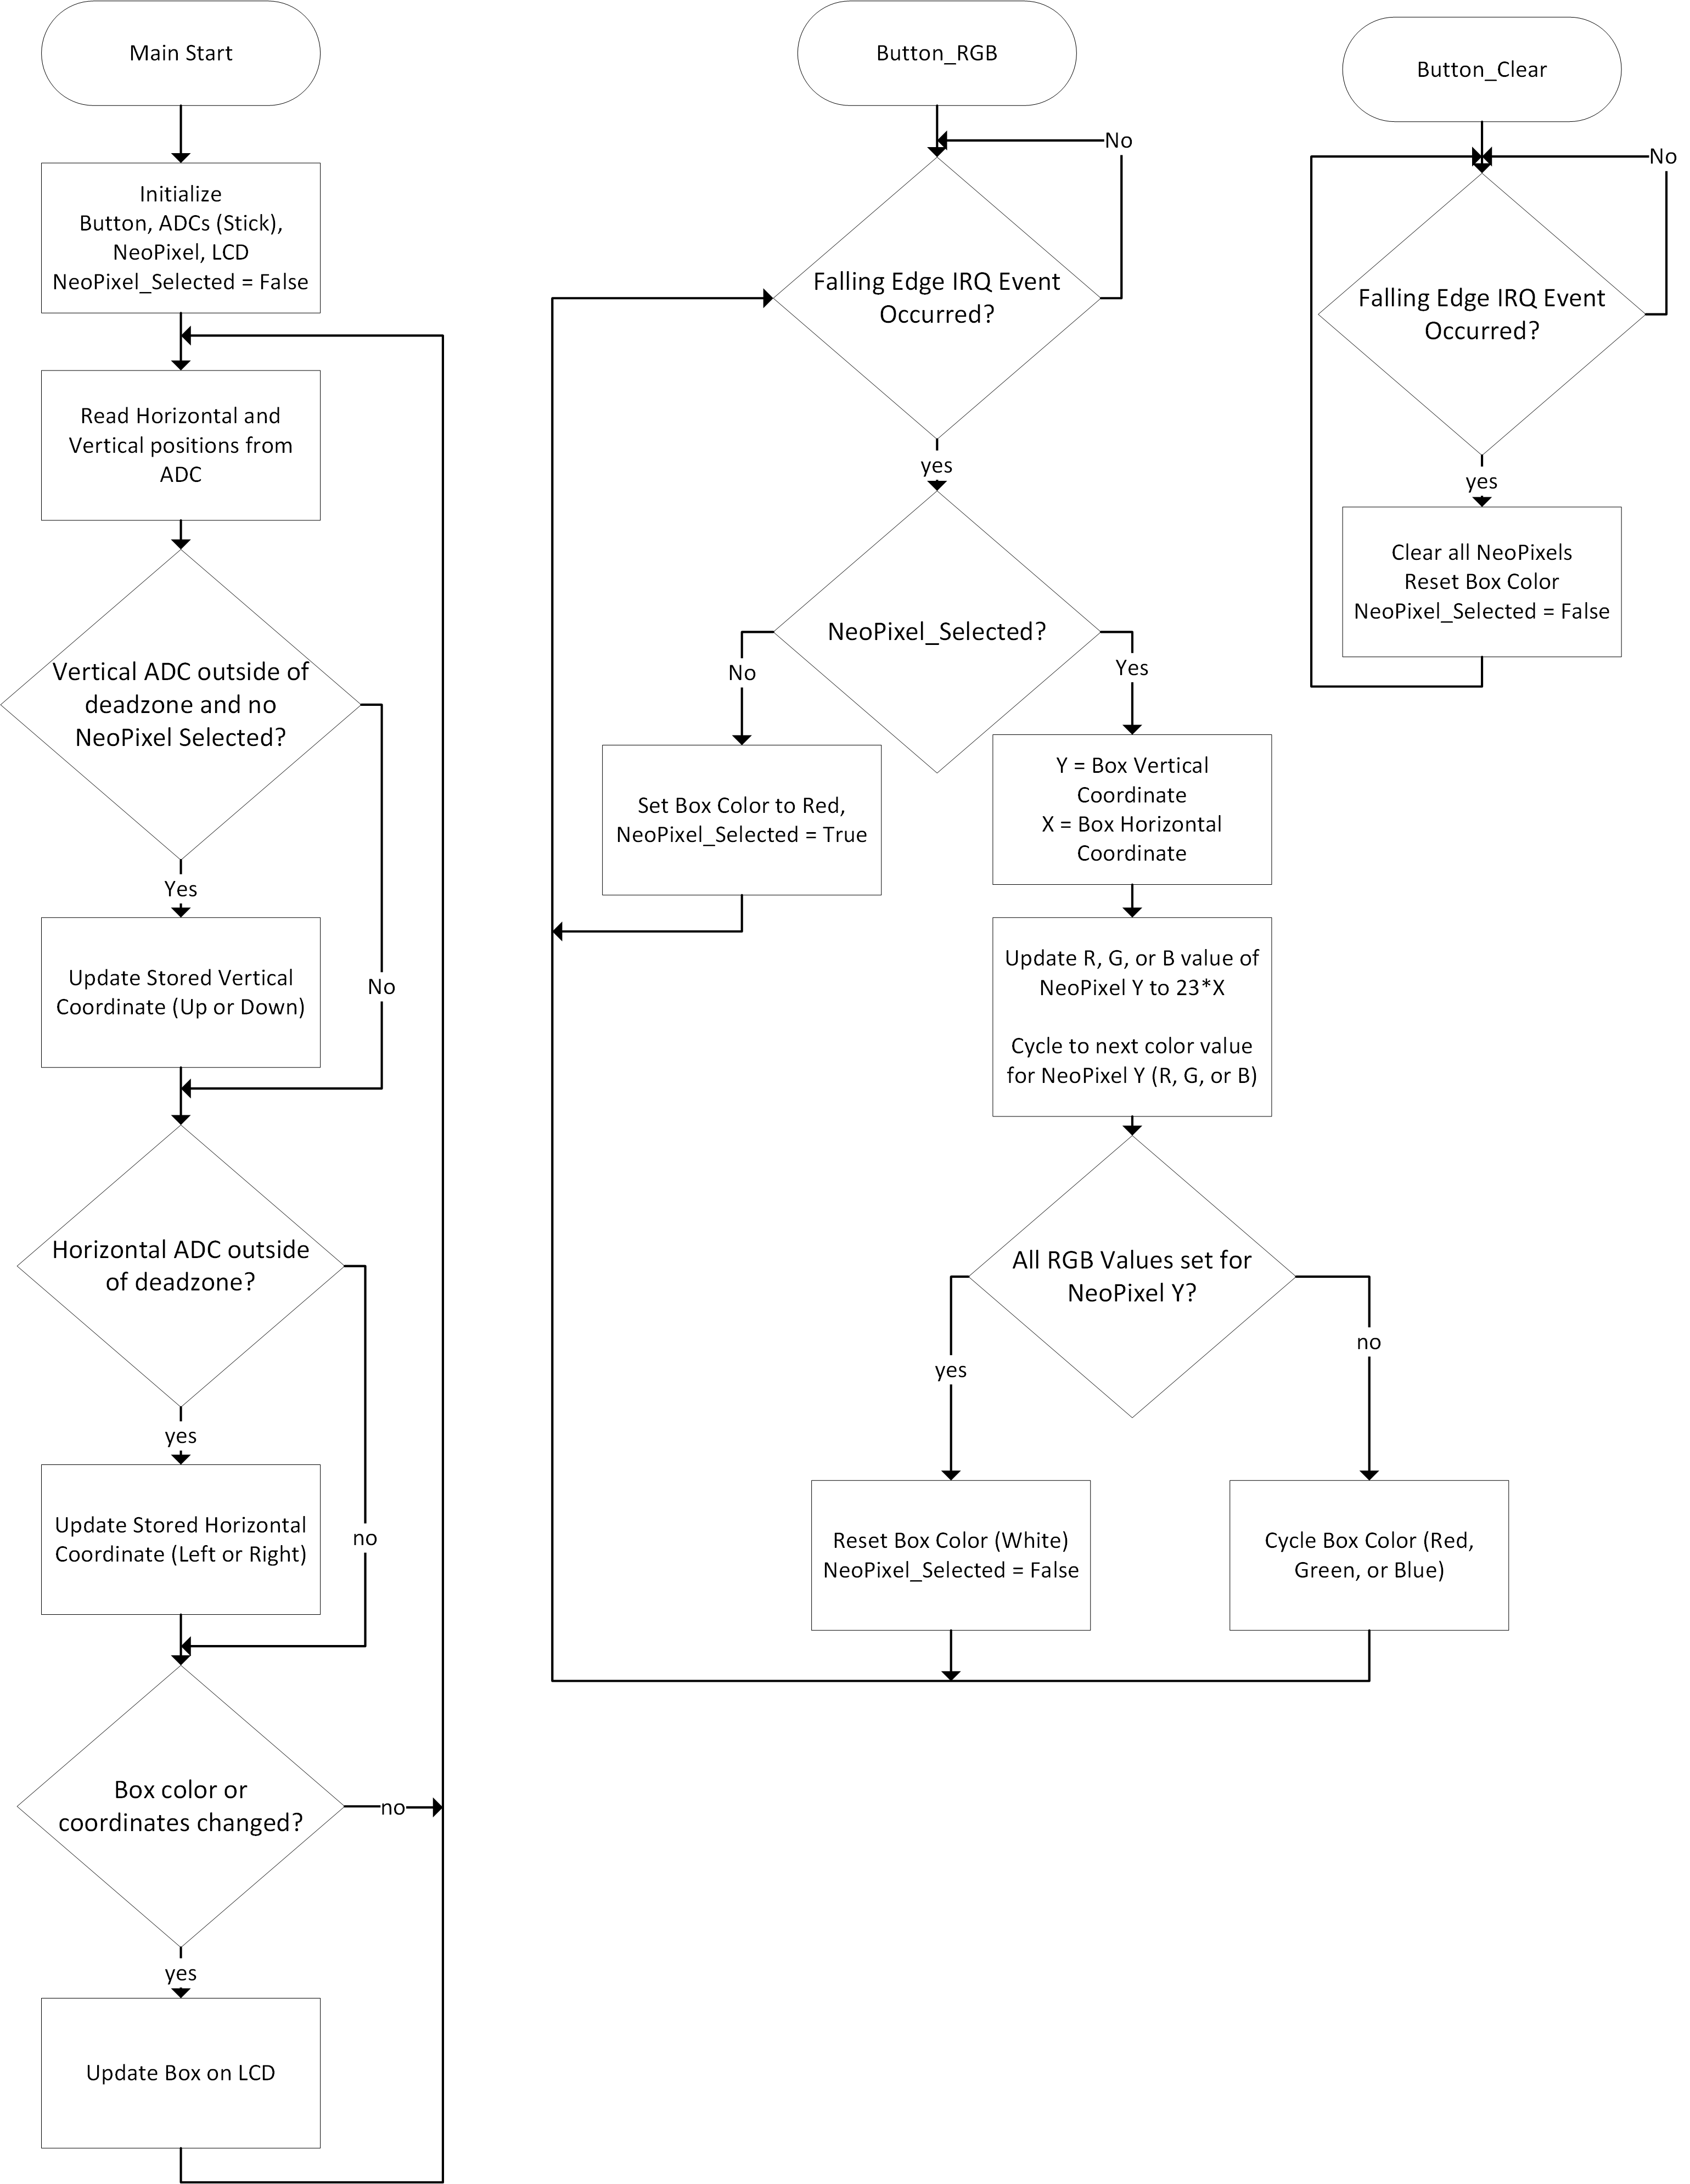 Main Start
Initialize
Button, ADCs (Stick),
NeoPixel, LCD
NeoPixel_Selected = False
Read Horizontal and
Vertical positions from
ADC
Vertical ADC outside of
deadzone and no
NeoPixel Selected?
Yes
No
Update Stored Vertical
Coordinate (Up or Down)
Horizontal ADC outside
of deadzone?
yes
no
Update Stored Horizontal
Coordinate (Left or Right)
Box color or
coordinates changed?
no
yes
Update Box on LCD
Button_RGB
No
Falling Edge IRQ Event
Occurred?
yes
NeoPixel_Selected?
No
Yes
Set Box Color to Red,
NeoPixel_Selected = True
Y = Box Vertical
Coordinate
X = Box Horizontal
Coordinate
Update R, G, or B value of
NeoPixel Y to 23*X
Cycle to next color value
for NeoPixel Y (R, G, or B)
All RGB Values set for
NeoPixel Y?
yes
no
Reset Box Color (White)
NeoPixel_Selected = False
Cycle Box Color (Red,
Green, or Blue)
Button_Clear
No
Falling Edge IRQ Event
Occurred?
yes
Clear all NeoPixels
Reset Box Color
NeoPixel_Selected = False